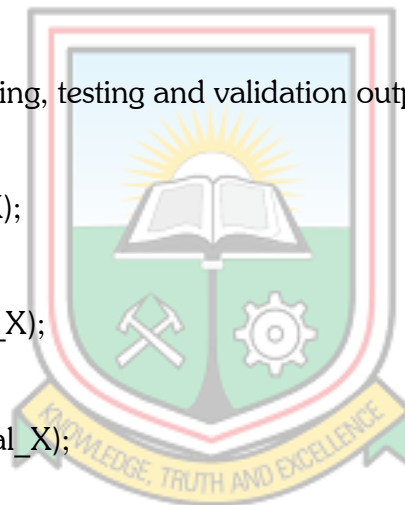 ing, testing and validation outp
);
_X);
al_X);
KNOWLEDGE, TRUTH AND EXCELLENCE